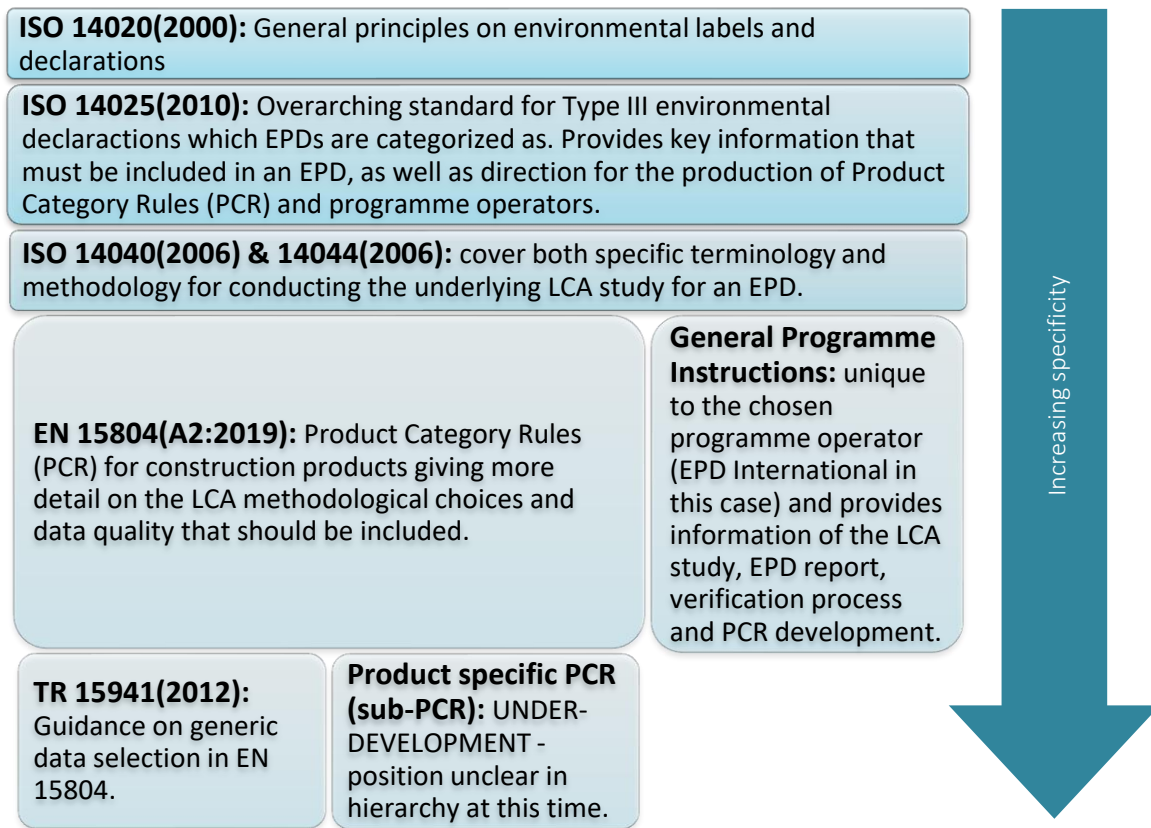 ISO 14020(2000): General principles on environmental labels and
declarations
ISO 14025(2010): Overarching standard for Type III environmental
declaractions which EPDs are categorized as. Provides key information that
must be included in an EPD, as well as direction for the production of Product
Category Rules (PCR) and programme operators.
ISO 14040(2006) & 14044(2006): cover both specific terminology and
methodology for conducting the underlying LCA study for an EPD.
EN 15804(A2:2019): Product Category Rules
(PCR) for construction products giving more
detail on the LCA methodological choices and
data quality that should be included.
General Programme
Instructions: unique
to the chosen
programme operator
(EPD International in
this case) and provides
information of the LCA
study, EPD report,
verification process
and PCR development.
TR 15941(2012):
Guidance on generic
data selection in EN
15804.
Product specific PCR
(sub-PCR): UNDER-
DEVELOPMENT -
position unclear in
hierarchy at this time.
Increasing specificity